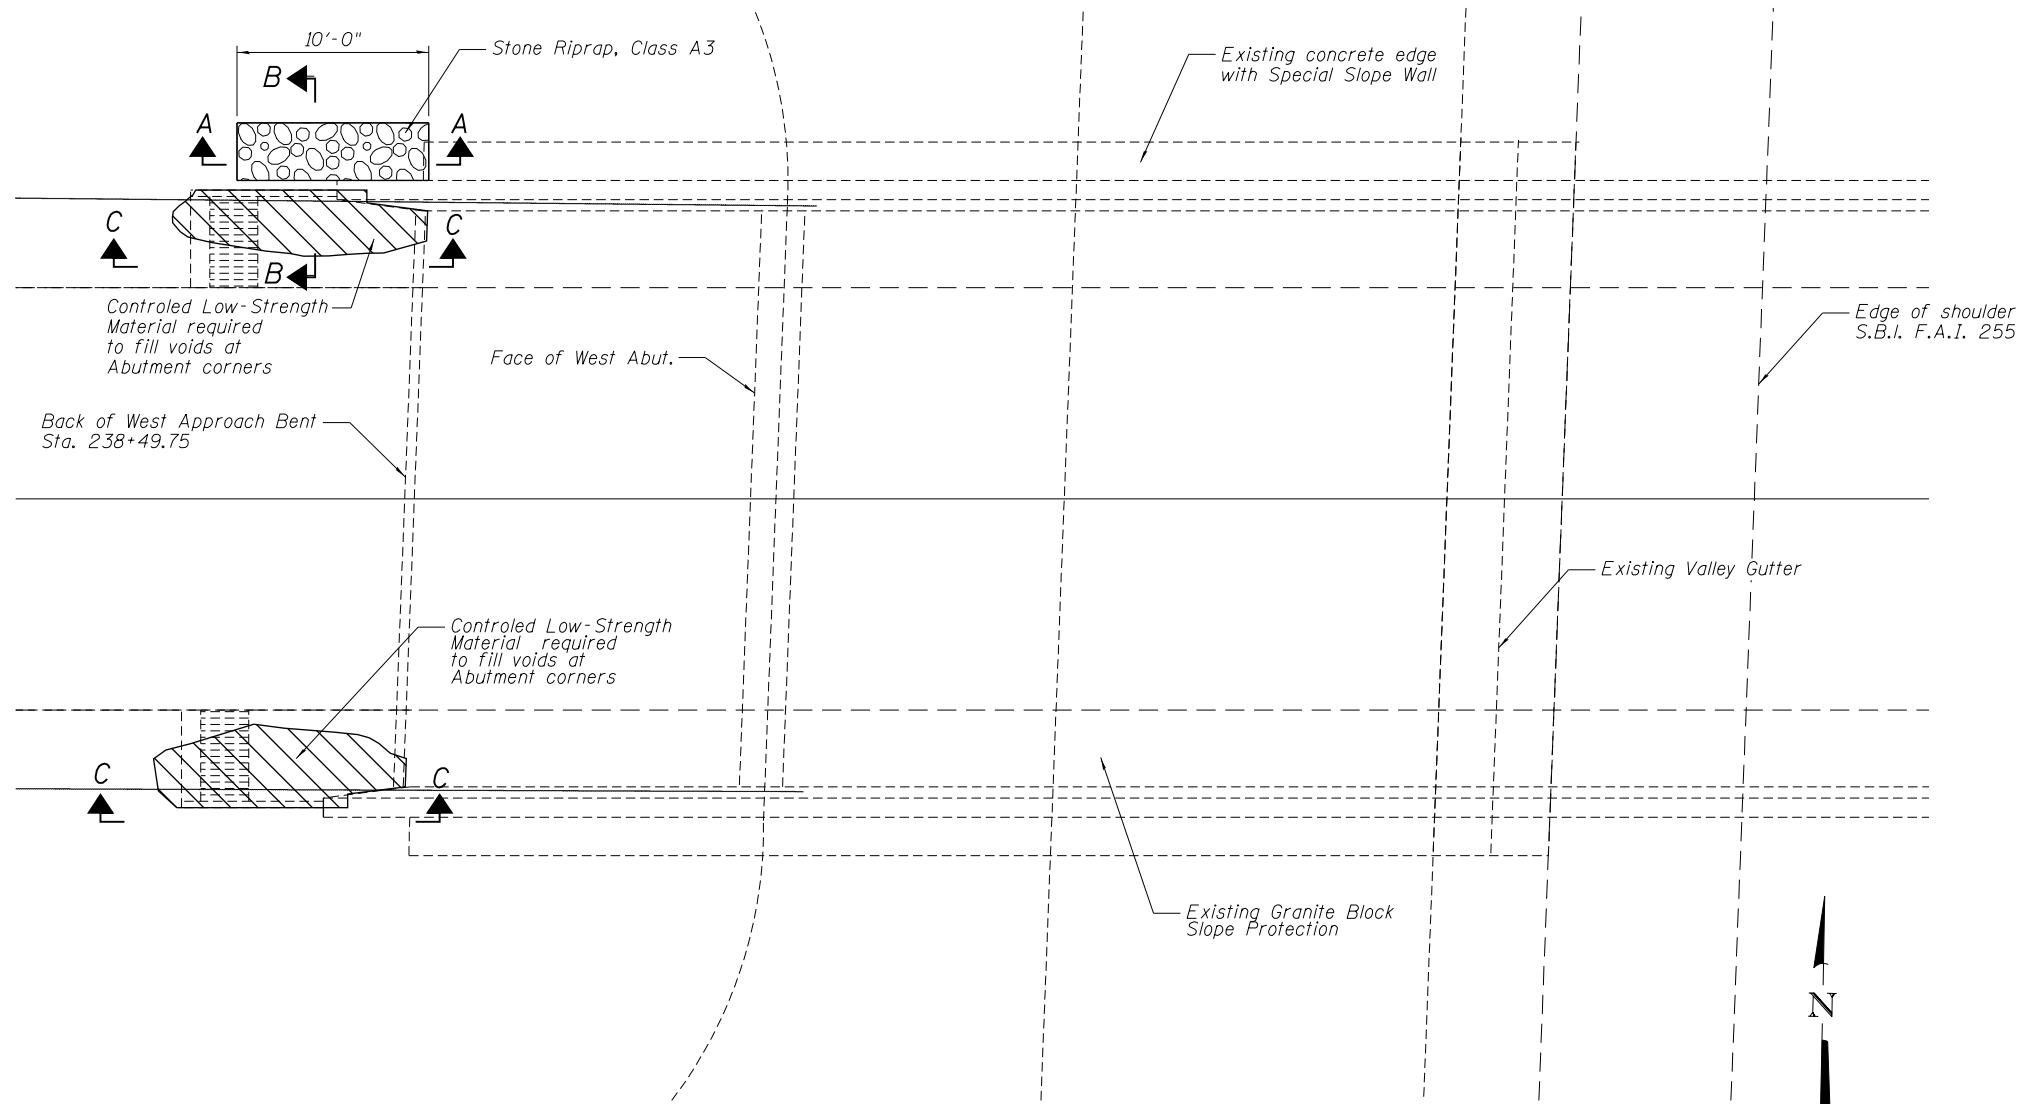 10'-0"
Stone Riprap, Class A3
Existing concrete edge
with Special Slope Wall
B
A
A
C
C
B
Controled Low-Strength
Material required
to fill voids at
Abutment corners
Edge of shoulder
S.B.I. F.A.I. 255
Face of West Abut.
Back of West Approach Bent
Sta. 238+49.75
Existing Valley Gutter
Controled Low-Strength
Material required
to fill voids at
Abutment corners
C
C
Existing Granite Block
Slope Protection
N